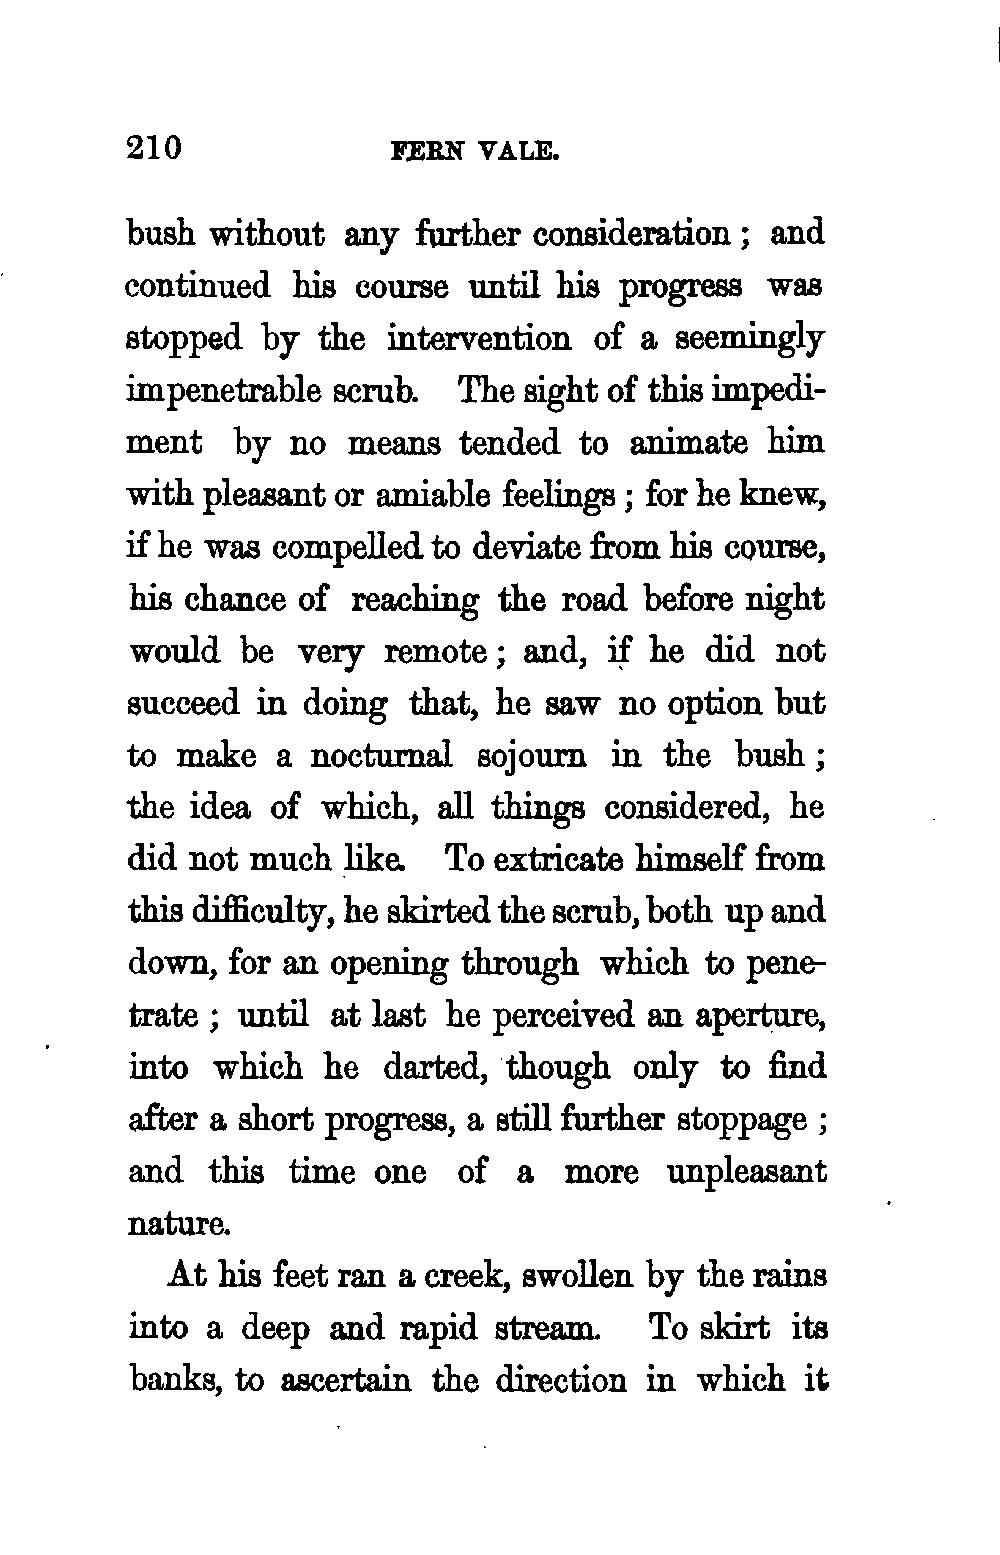 210 FERN VALE.
bush without any further consideration ; and
continued his course until his progress was
stopped by the intervention of a seemingly
impenetrable scrub. The sight of this impedi-
ment by no means tended to animate him
with pleasant or amiable feelings ; for he knew,
if he was compelled to deviate from his course,
his chance of reaching the road before night
would be very remote ; and, if he did not
succeed in doing that, he saw no option but
to make a nocturnal sojourn in the bush ;
the idea of which, all things considered, he
did not much like. To extricate himself from
this difficulty, he skirted the scrub, both up and
down, for an opening through which to pene-
trate ; until at last he perceived an aperture,
into which he darted, though only to find
after a short progress, a still further stoppage ;
and this time one of a more unpleasant
nature.
At his feet ran a creek, swollen by the rains
into a deep and rapid stream. To skirt its
banks, to ascertain the direction in which it